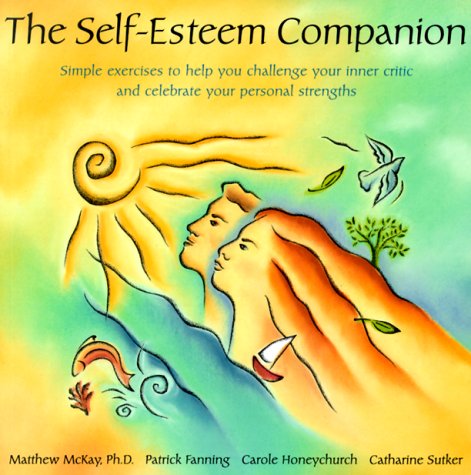 The Self-Esteem Companion
Simple exercises to help you challenge your inner critic
and celebrate your personal strengths
Matthew McKay, Ph.D. Patrick Fanning Carole Honeychurch Catharine Sutker